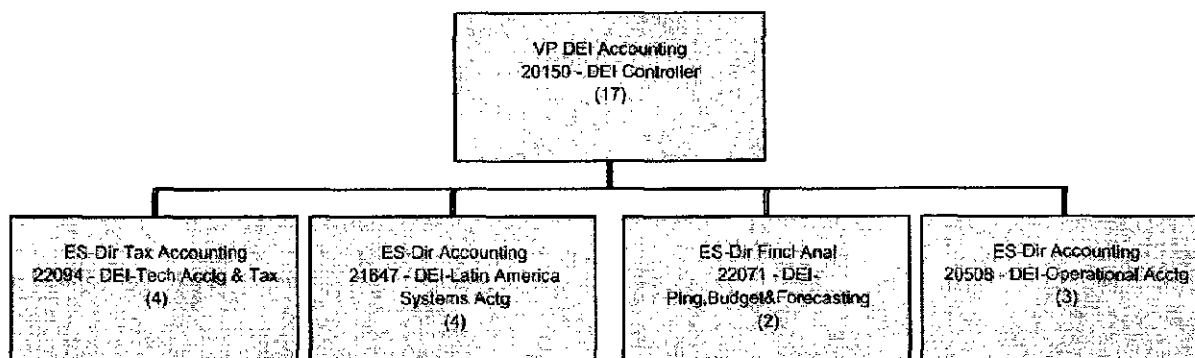 VP DEI Accounting
20150 - DEI Controller
(17)
ES-Dir Tax Accounting
22094 - DEI-Tech Acctg & Tax
(4)
ES-Dir Accounting
21647 - DEI-Latin America
Systems Actg
(4)
ES-Dir Fincl Anal
22071 - DEI-
Plng,Budget&Forecasting
(2)
ES-Dir Accounting
20508 - DEI-Operational Acctg
(3)